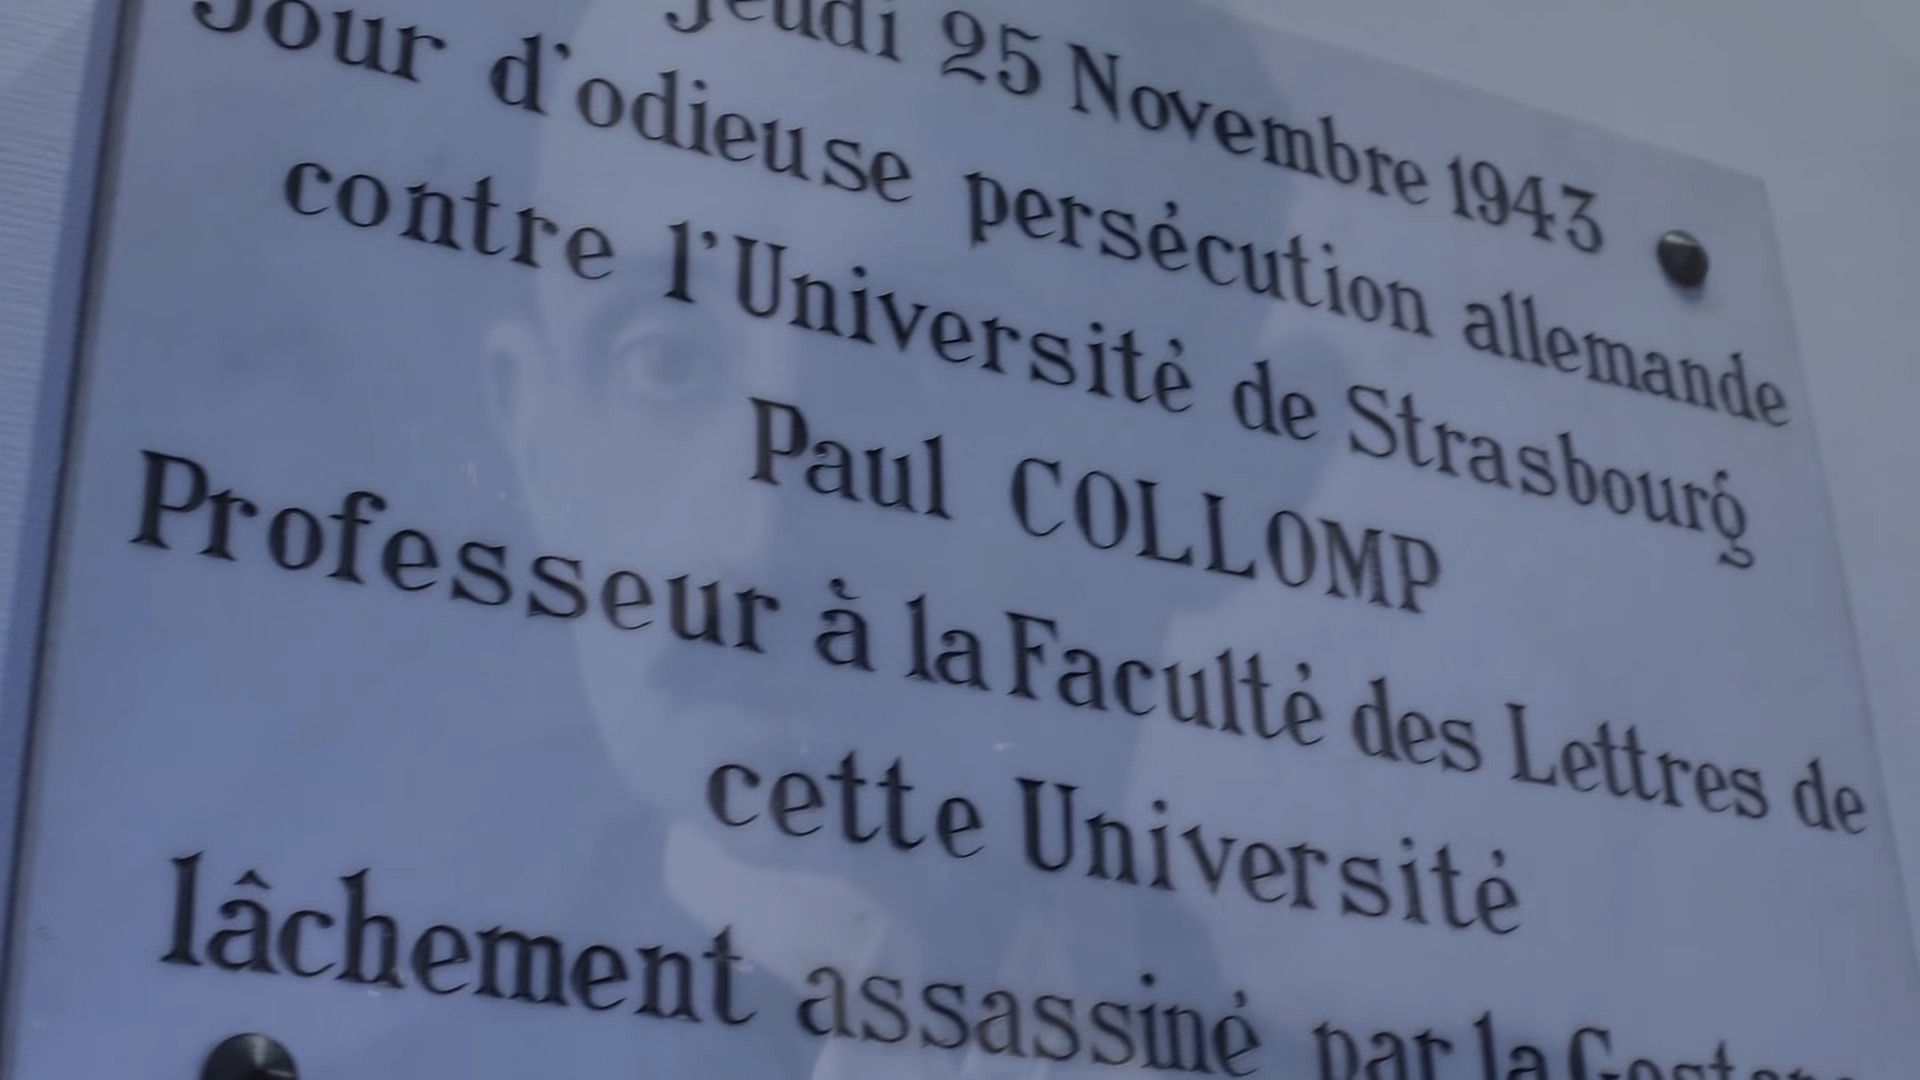 Jeudi 25 Novembre 1943
Jour d'odieuse persécution allemande
contre l'Université de Strasbourg
Paul COLLOMP
Professeur à la Faculté des Lettres de
cette Université
lâchement assassiné par la